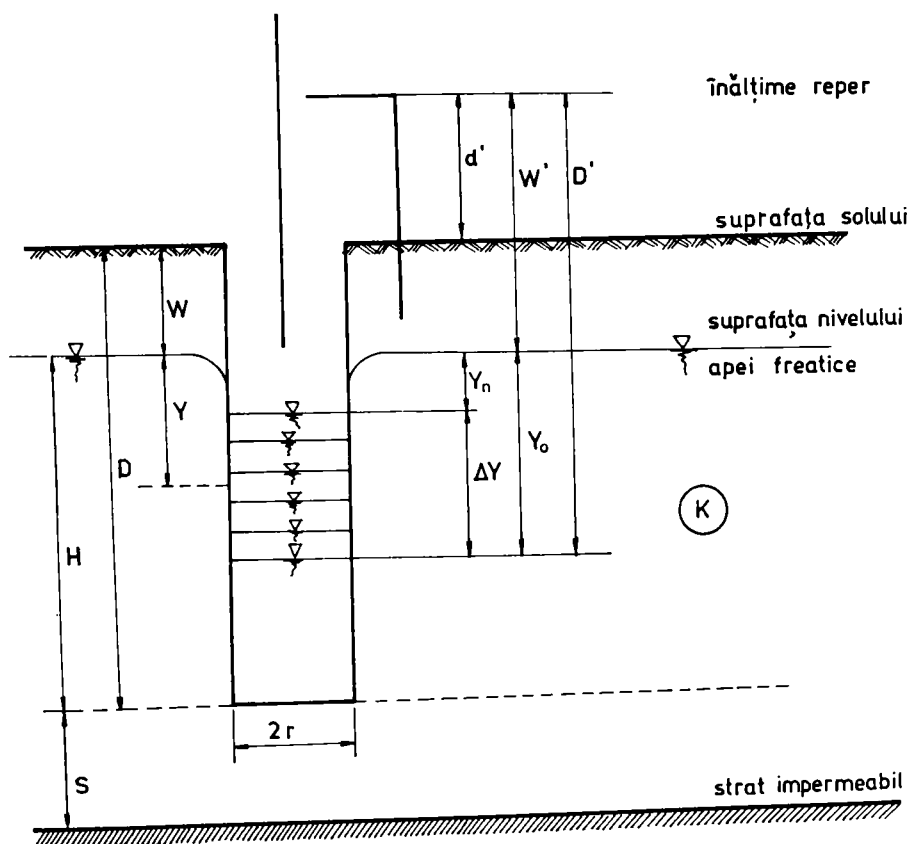 înălțime reper
d'
W'
D'
suprafața solului
W
suprafața nivelului
apei freatice
Yn
Y
D
Yo
ΔY
K
H
2r
S
strat impermeabil